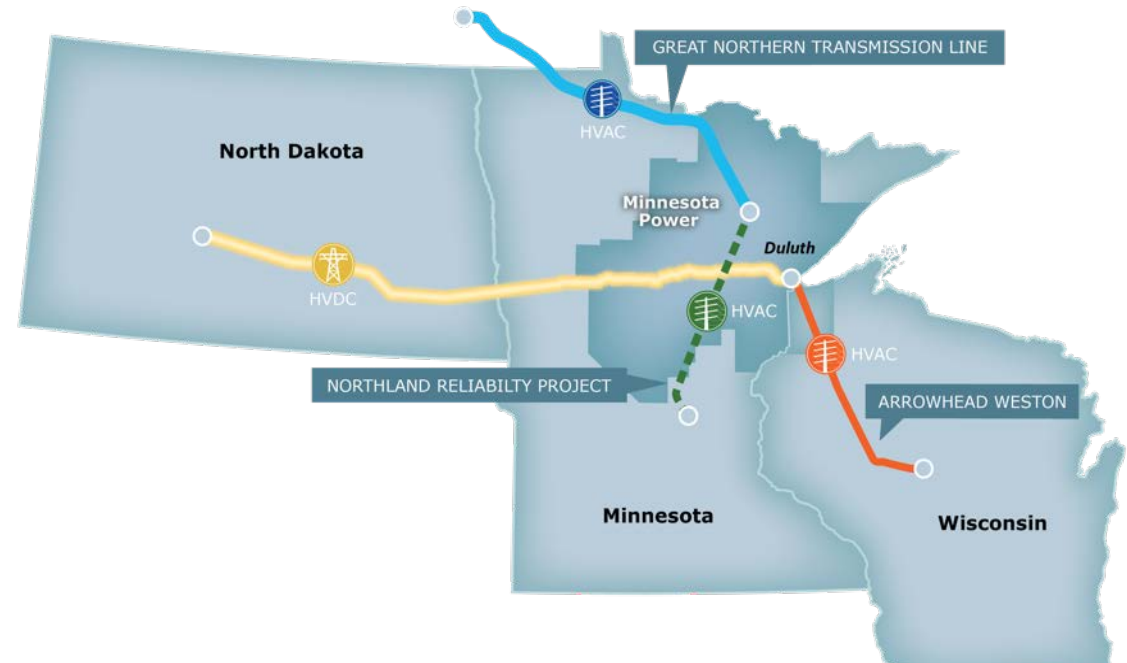 GREAT NORTHERN TRANSMISSION LINE
HVAC
North Dakota
Minnesota
Power
Duluth
HVDC
HVAC
HVAC
NORTHLAND RELIABILTY PROJECT
ARROWHEAD WESTON
Minnesota
Wisconsin